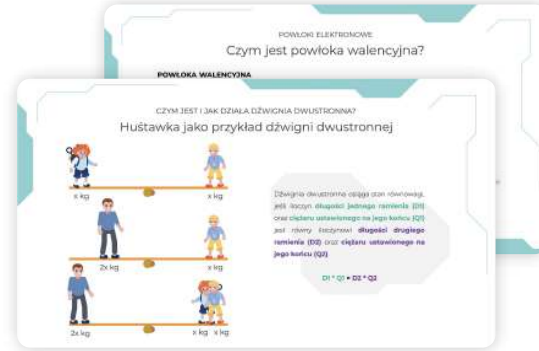 POWŁOKI ELEKTRONOWE
Czym jest powłoka walencyjna?
POWŁOKA WALENCYJNA
CZYM JEST I JAK DZIAŁA DŹWIGNIA DWUSTRONNA?
Huśtawka jako przykład dźwigni dwustronnej
x kg
x kg
2x kg
x kg
2x kg
x kg
x kg
Dźwignia dwustronna osiąga stan równowagi,
jeśli iloczyn długości jednego ramienia (D1)
oraz ciężaru ustawionego na jego końcu (Q1)
jest równy iloczynowi długości drugiego
ramienia (D2) oraz ciężaru ustawionego na
jego końcu (Q2).
D1 * Q1 = D2 * Q2